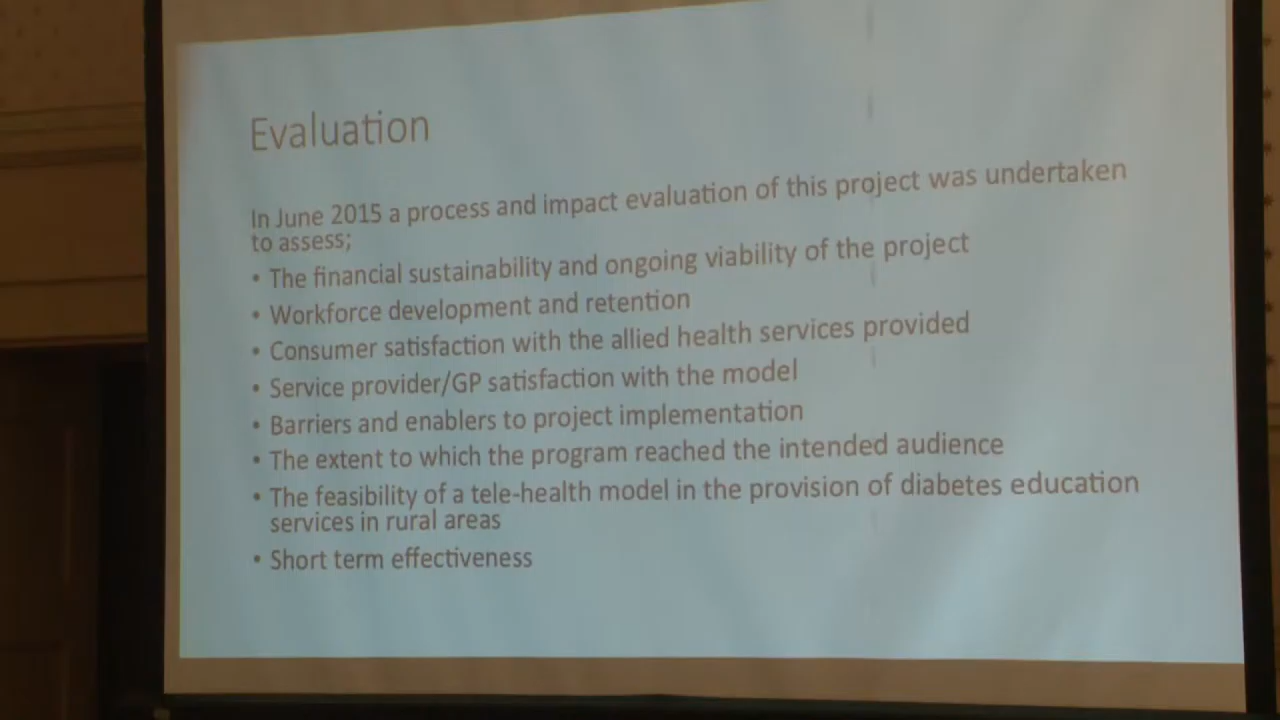 Evaluation
In June 2015 a process and impact evaluation of this project was undertaken
to assess;
• The financial sustainability and ongoing viability of the project
• Workforce development and retention
• Consumer satisfaction with the allied health services provided
• Service provider/GP satisfaction with the model
• Barriers and enablers to project implementation
• The extent to which the program reached the intended audience
• The feasibility of a tele-health model in the provision of diabetes education
services in rural areas
• Short term effectiveness